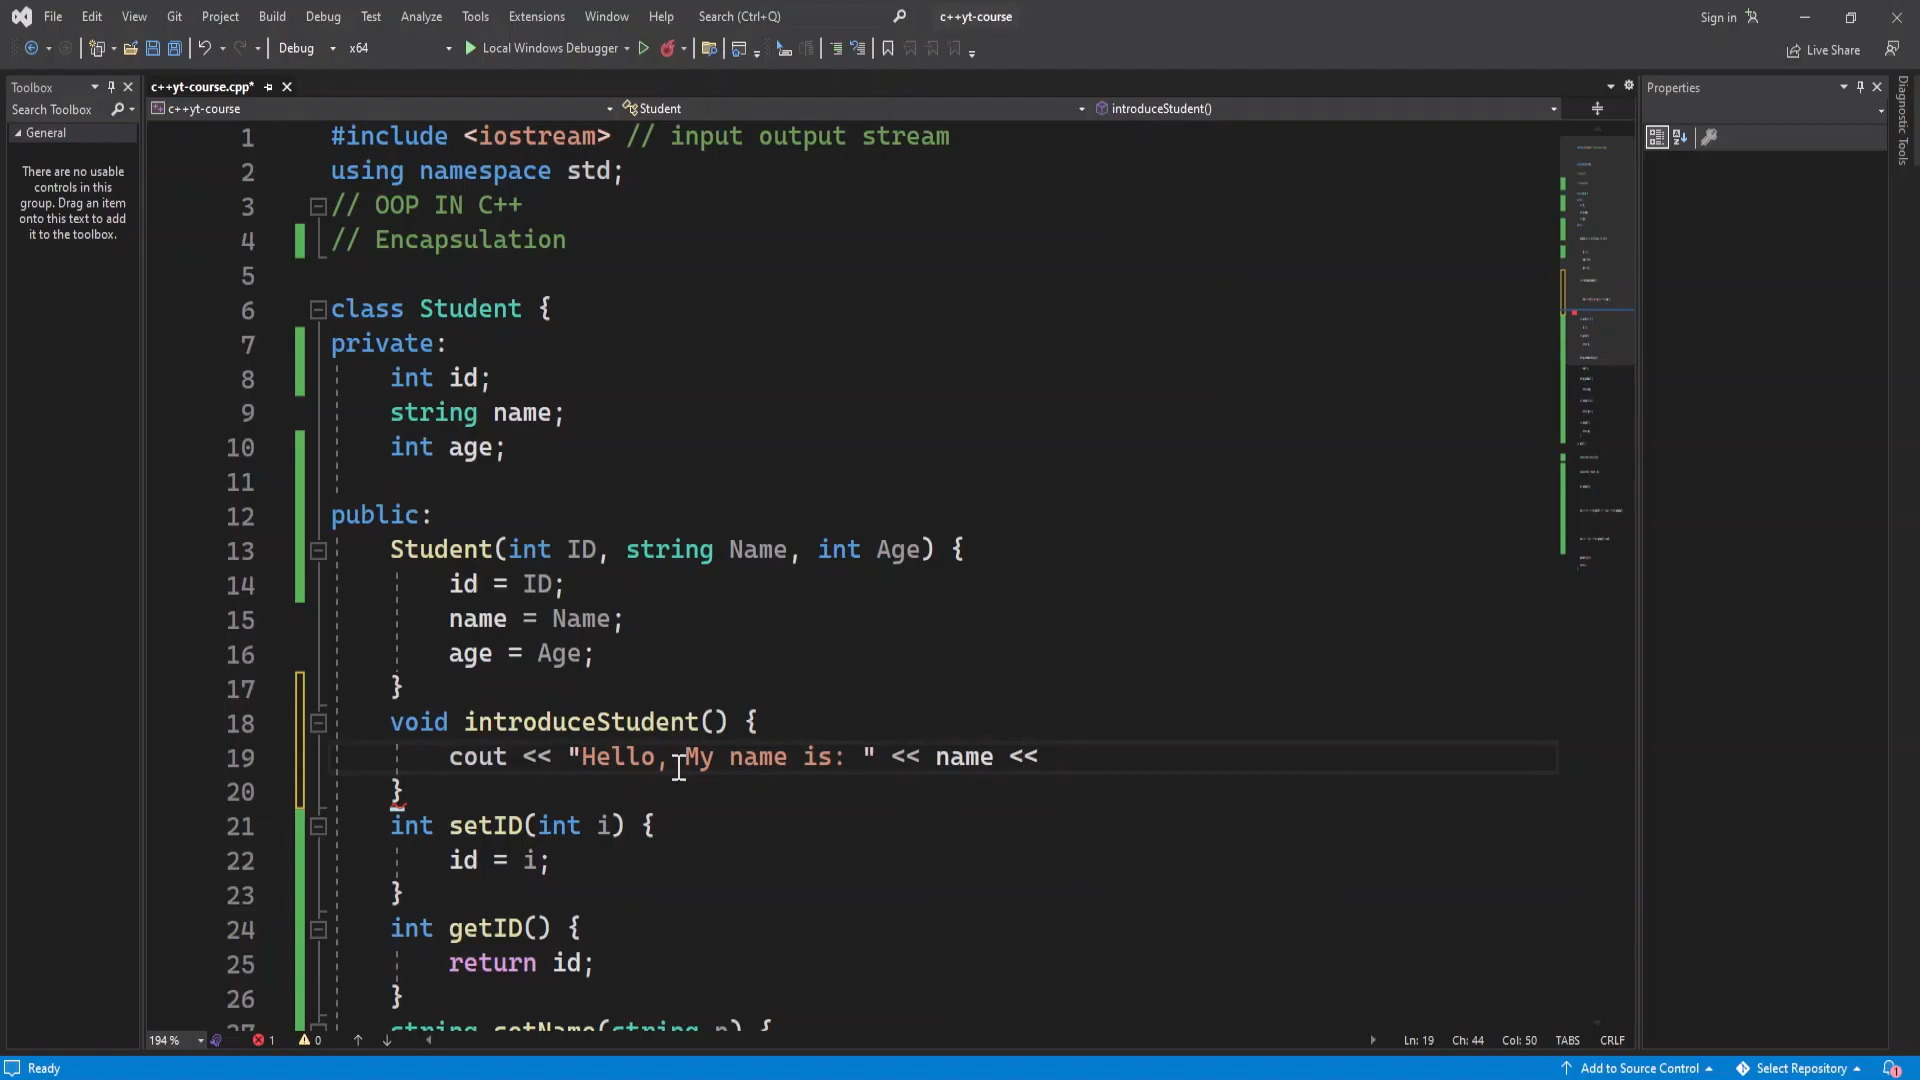 File Edit View Git Project Build Debug Test Analyze Tools Extensions Window Help Search (Ctrl+Q) c++yt-course Sign in
Debug x64 Local Windows Debugger Live Share
Toolbox
Search Toolbox
General
There are no usable
controls in this
group. Drag an item
onto this text to add
it to the toolbox.
c++yt-course.cpp*
c++yt-course Student introduceStudent()
1 #include <iostream> // input output stream
2 using namespace std;
3 // OOP IN C++
4 // Encapsulation
5
6 class Student {
7 private:
8 int id;
9 string name;
10 int age;
11
12 public:
13 Student(int ID, string Name, int Age) {
14 id = ID;
15 name = Name;
16 age = Age;
17 }
18 void introduceStudent() {
19 cout << "Hello, My name is: " << name <<
20 }
21 int setID(int i) {
22 id = i;
23 }
24 int getID() {
25 return id;
26 }
27 string setName(string n) {
194 % 1 0 Ln: 19 Ch: 44 Col: 50 TABS CRLF
Properties
Diagnostic Tools
Ready Add to Source Control Select Repository 1